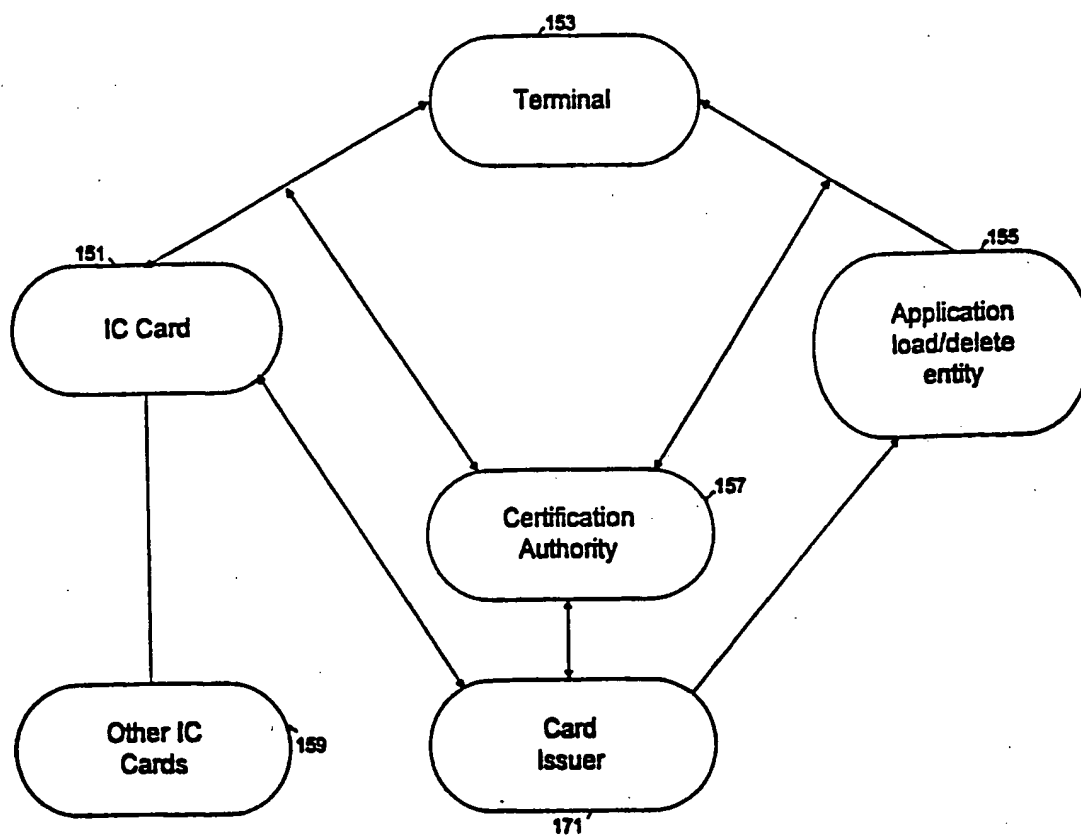 153
Terminal
151
IC Card
155
Application
load/delete
entity
157
Certification
Authority
Other IC
Cards
159
Card
Issuer
171